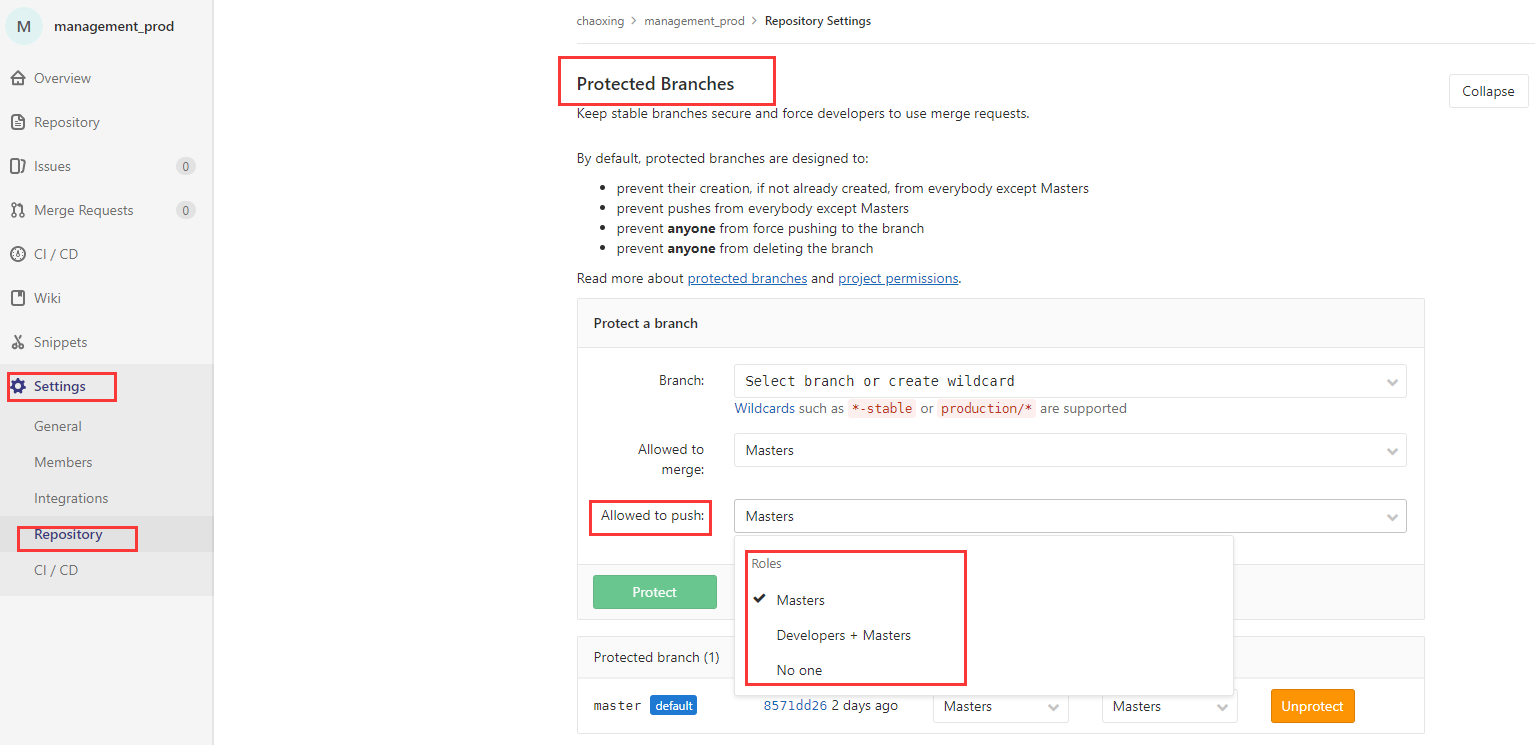 M management_prod
Overview
Repository
Issues 0
Merge Requests 0
CI / CD
Wiki
Snippets
Settings
General
Members
Integrations
Repository
CI / CD
chaoxing > management_prod > Repository Settings
Protected Branches
Collapse
Keep stable branches secure and force developers to use merge requests.
By default, protected branches are designed to:
• prevent their creation, if not already created, from everybody except Masters
• prevent pushes from everybody except Masters
• prevent anyone from force pushing to the branch
• prevent anyone from deleting the branch
Read more about protected branches and project permissions.
Protect a branch
Branch: Select branch or create wildcard
Wildcards such as *-stable or production/* are supported
Allowed to
merge:
Masters
Allowed to push: Masters
Roles
Masters
Developers + Masters
No one
Protect
Protected branch (1)
master default 8571dd26 2 days ago Masters Masters Unprotect